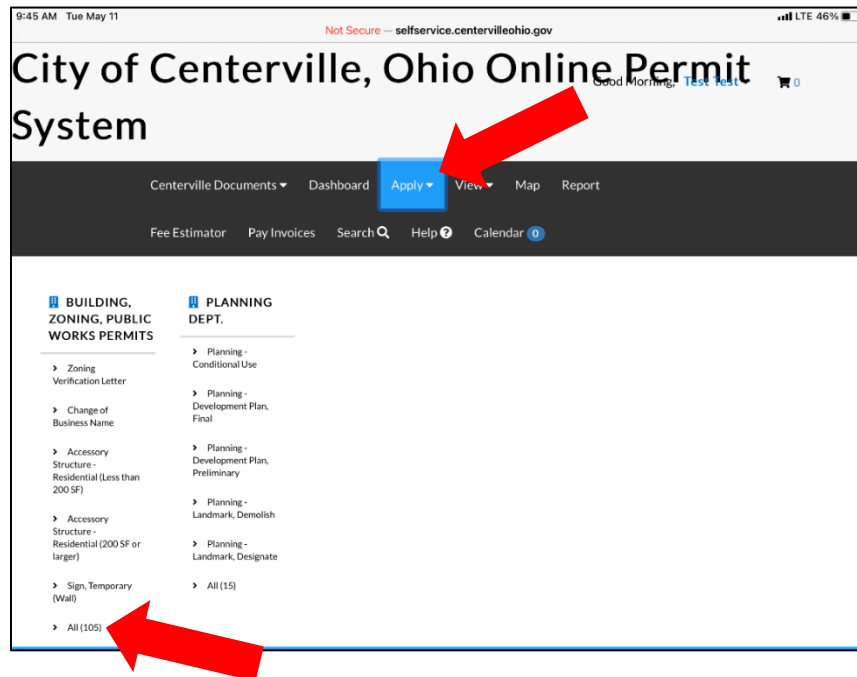 9:45 AM Tue May 11
LTE 46%
Not Secure — selfservice.centervilleohio.gov
City of Centerville, Ohio Online Permit
Good Morning, Test Test
0
System
Centerville Documents Dashboard Apply View Map Report
Fee Estimator Pay Invoices Search Help Calendar 0
BUILDING,
ZONING, PUBLIC
WORKS PERMITS
Zoning
Verification Letter
Change of
Business Name
Accessory
Structure -
Residential (Less than
200 SF)
Accessory
Structure -
Residential (200 SF or
larger)
Sign, Temporary
(Wall)
All (105)
PLANNING
DEPT.
Planning -
Conditional Use
Planning -
Development Plan,
Final
Planning -
Development Plan,
Preliminary
Planning -
Landmark, Demolish
Planning -
Landmark, Designate
All (15)